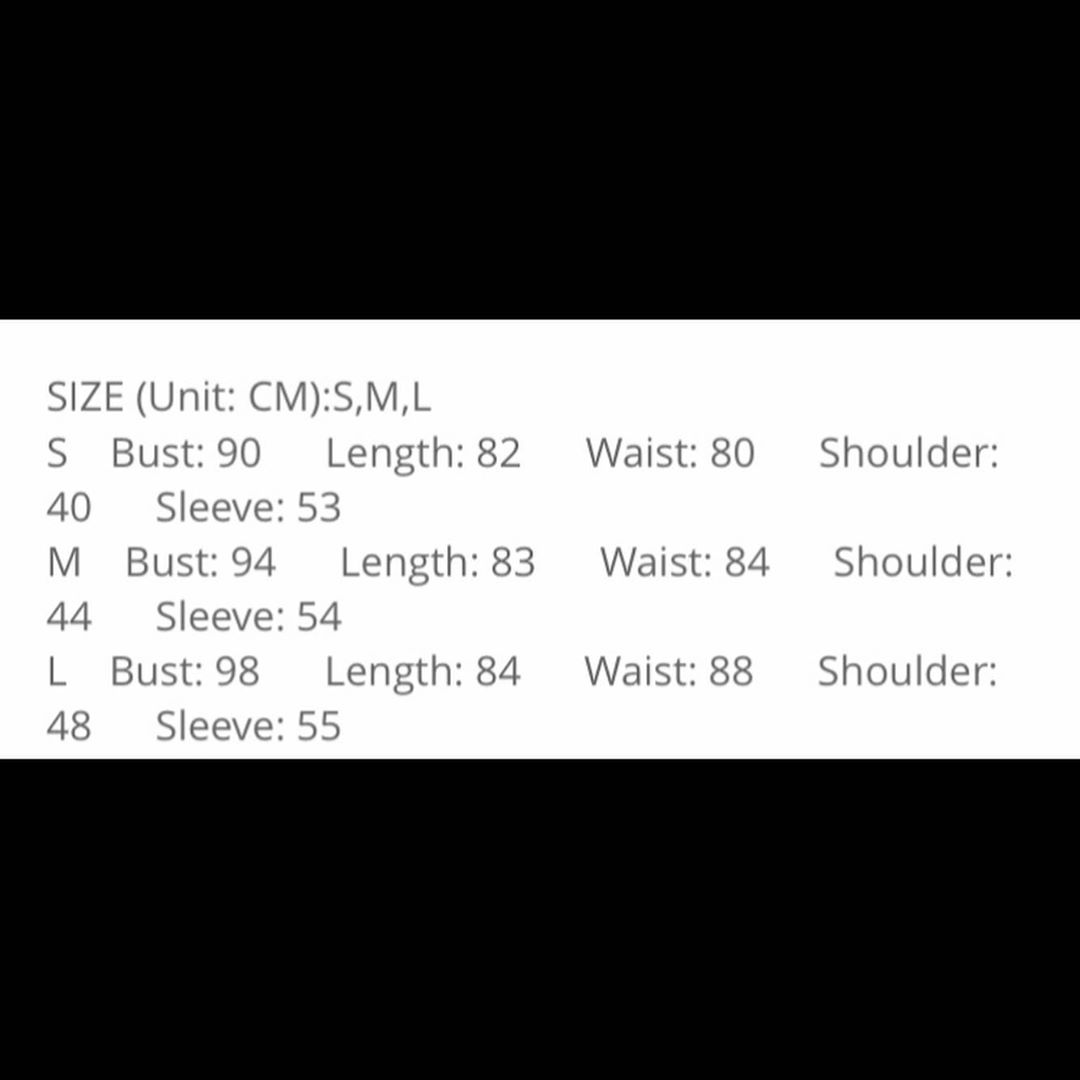 SIZE (Unit: CM):S,M,L
S Bust: 90 Length: 82 Waist: 80 Shoulder:
40 Sleeve: 53
M Bust: 94 Length: 83 Waist: 84 Shoulder:
44 Sleeve: 54
L Bust: 98 Length: 84 Waist: 88 Shoulder:
48 Sleeve: 55